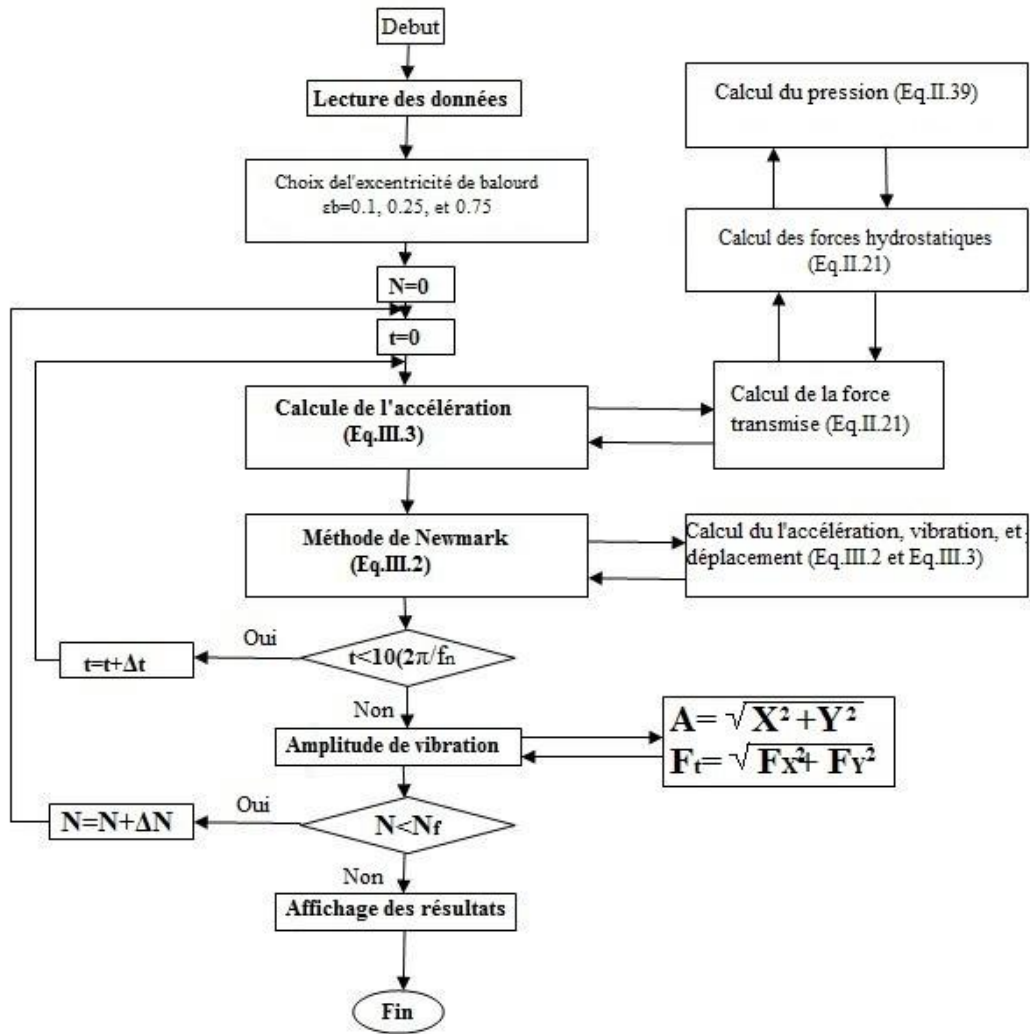 Debut
Lecture des données
Choix del'excentricité de balourd
εb=0.1, 0.25, et 0.75
N=0
t=0
Calcule de l'accélération
(Eq.III.3)
Méthode de Newmark
(Eq.III.2)
t<10(2π/fn
Oui
t=t+Δt
Non
Amplitude de vibration
N<Nf
Oui
N=N+ΔN
Non
Affichage des résultats
Fin
Calcul du pression (Eq.II.39)
Calcul des forces hydrostatiques
(Eq.II.21)
Calcul de la force
transmise (Eq.II.21)
Calcul du l'accélération, vibration, et
déplacement (Eq.III.2 et Eq.III.3)
A= √X²+Y²
Ft= √FX²+ FY²